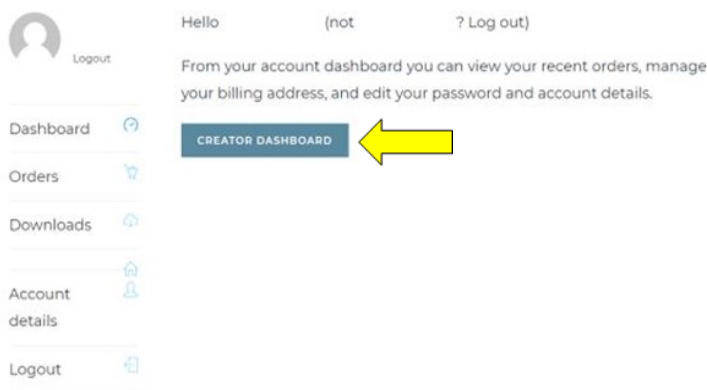 Logout
Dashboard
Orders
Downloads
Account
details
Logout
Hello (not ? Log out)
From your account dashboard you can view your recent orders, manage
your billing address, and edit your password and account details.
CREATOR DASHBOARD